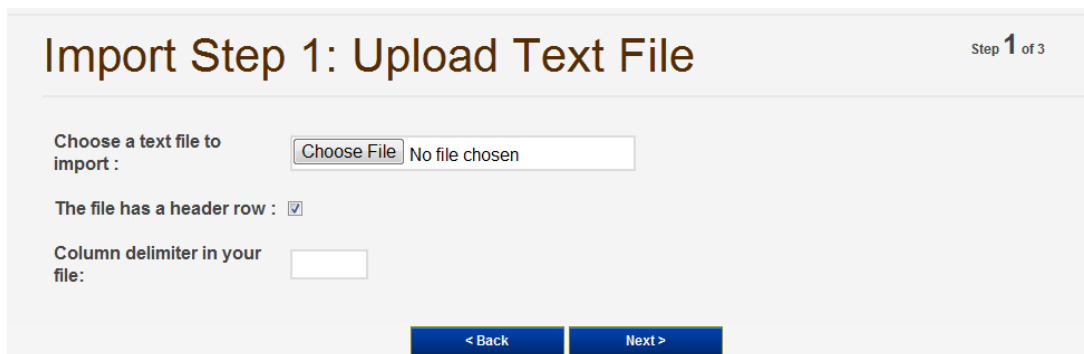 Import Step 1: Upload Text File
Step 1 of 3
Choose a text file to
import :
Choose File No file chosen
The file has a header row :
Column delimiter in your
file:
< Back
Next >